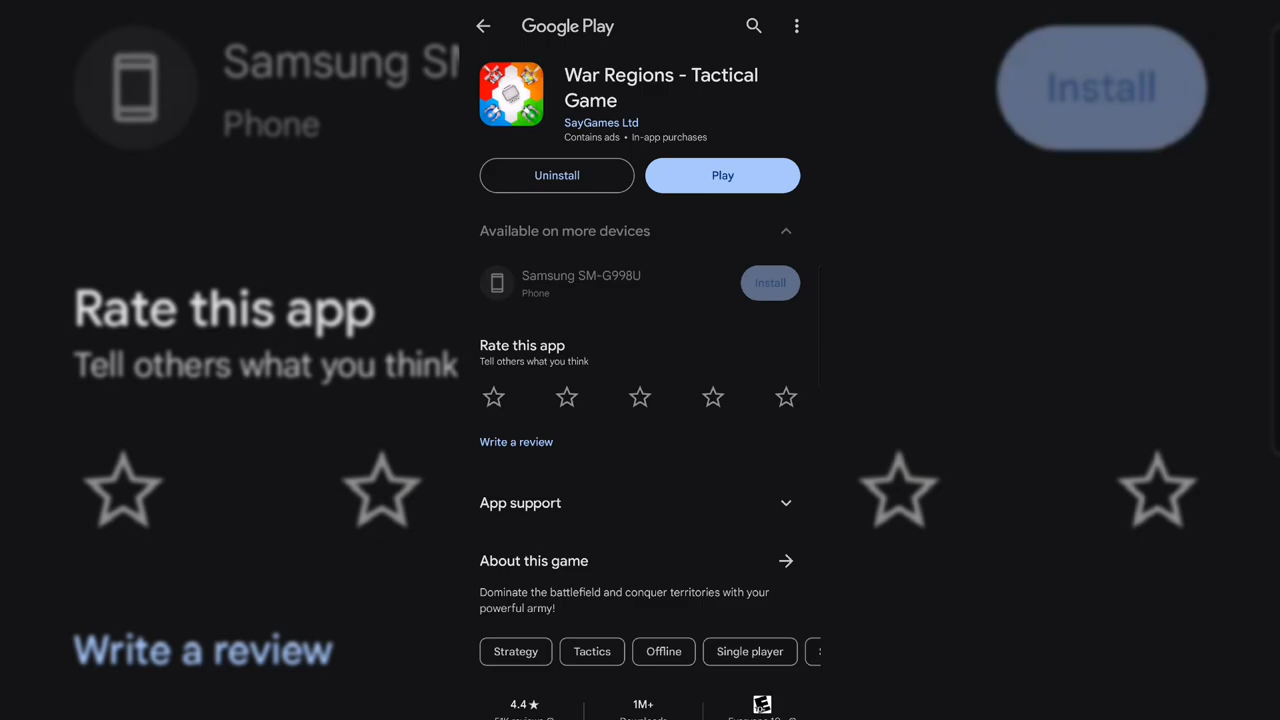 Google Play
War Regions - Tactical
Game
SayGames Ltd
Contains ads • In-app purchases
Uninstall
Play
Available on more devices
Samsung SM-G998U
Phone
Install
Rate this app
Tell others what you think
Write a review
App support
About this game
Dominate the battlefield and conquer territories with your
powerful army!
Strategy
Tactics
Offline
Single player
4.4★
1M+
E
Samsung SM
Phone
Install
Rate this app
Tell others what you think
Write a review